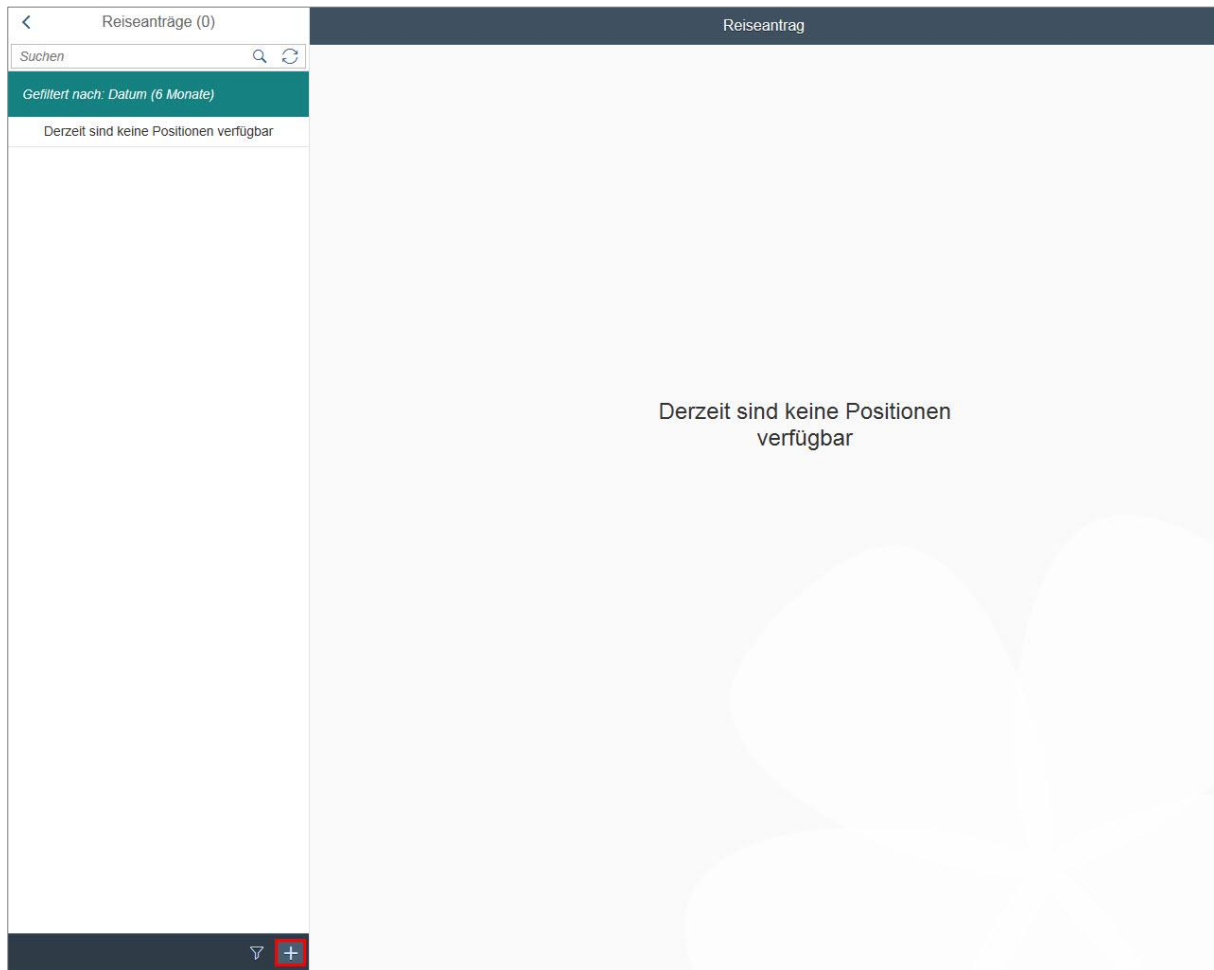 Reiseanträge (0)
Reiseantrag
Suchen
Gefiltert nach: Datum (6 Monate)
Derzeit sind keine Positionen verfügbar
Derzeit sind keine Positionen
verfügbar